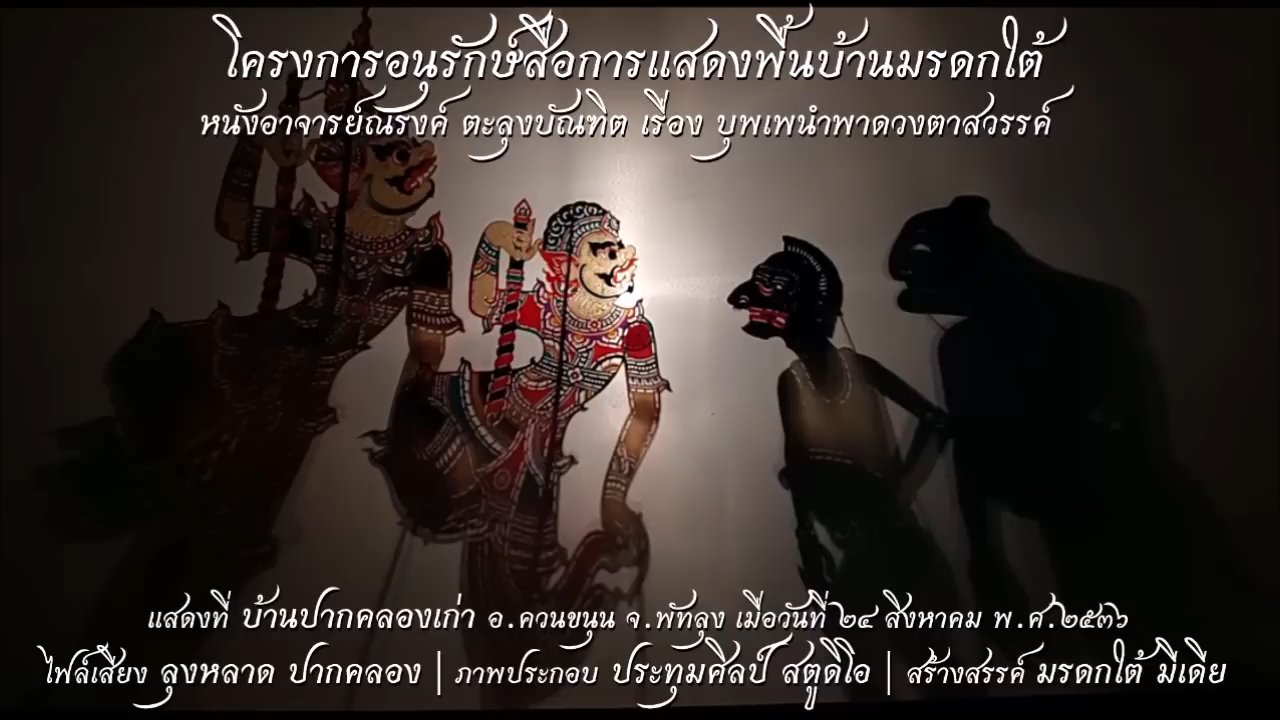 โครงการอนุรักษ์สื่อการแสดงพื้นบ้านมรดกใต้
หนังอาจารย์ณรงค์ ตะลุงบัณฑิต เรื่อง บุพเพนำพาดวงตาสวรรค์
แสดงที่ บ้านปากคลองเก่า อ.ควนขนุน จ.พัทลุง เมื่อวันที่ ๒๔ สิงหาคม พ.ศ.๒๕๓๖
ไฟล์เสียง ลุงหลาด ปากคลอง | ภาพประกอบ ประทุมศิลป์ สตูดิโอ | สร้างสรรค์ มรดกใต้ มีเดีย